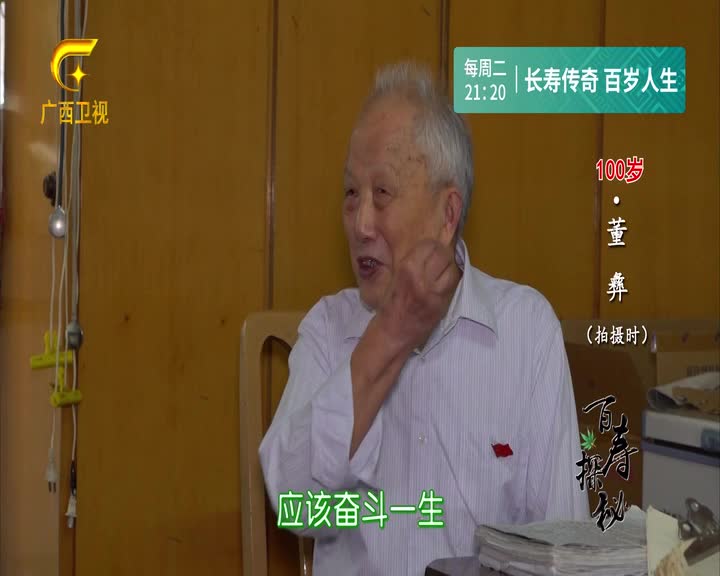 广西卫视
每周二
21:20
长寿传奇 百岁人生
100岁
·董彝
(拍摄时)
百寿探秘
应该奋斗一生